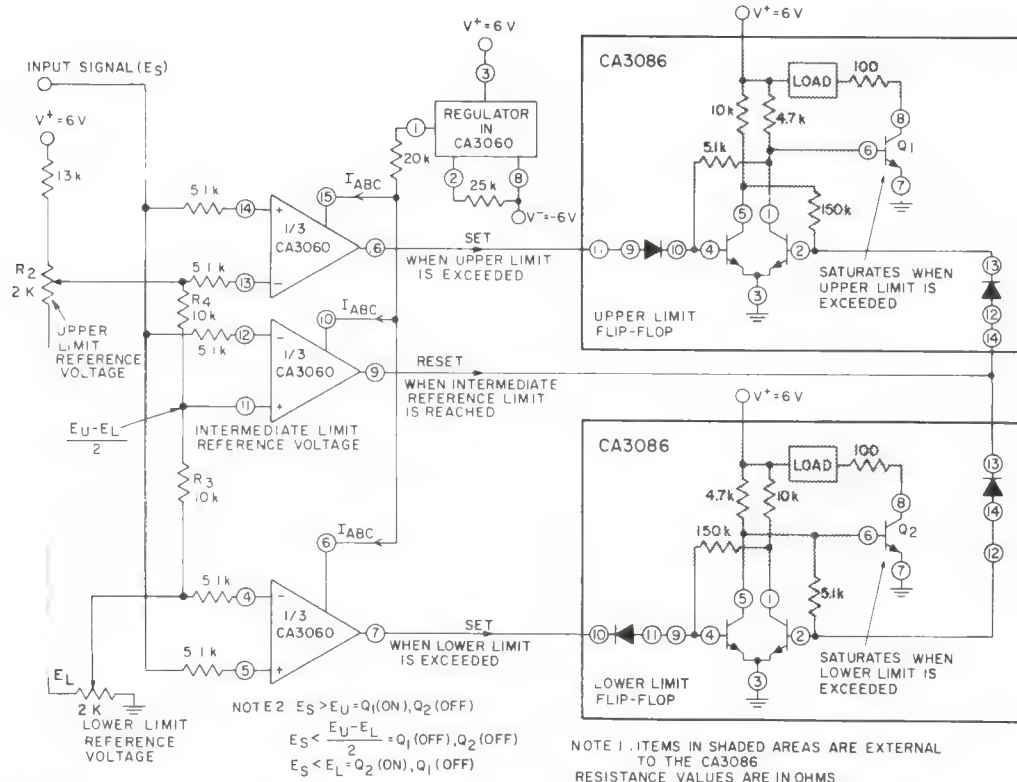 V+=6V
INPUT SIGNAL (ES)
V+=6V
13k
R2
2 K
UPPER
LIMIT
REFERENCE
VOLTAGE
EU-EL
2
5.1k
14
+
1/3
CA3060
15
IABC
6
5.1k
13
-
R4
10k
12
-
5.1k
1/3
CA3060
10
IABC
9
11
+
INTERMEDIATE LIMIT
REFERENCE VOLTAGE
R3
10k
5.1k
4
-
1/3
CA3060
6
IABC
7
5.1k
5
+
EL
2K
LOWER LIMIT
REFERENCE
VOLTAGE
3
REGULATOR
IN
CA3060
1
20k
2
25k
8
V-=-6V
SET
WHEN UPPER LIMIT
IS EXCEEDED
RESET
WHEN INTERMEDIATE
REFERENCE LIMIT
IS REACHED
SET
WHEN LOWER LIMIT
IS EXCEEDED
V+=6V
CA3086
LOAD
100
10k
4.7k
8
5.1k
6
Q1
7
150k
5
1
9
10
4
2
3
SATURATES WHEN
UPPER LIMIT IS
EXCEEDED
UPPER LIMIT
FLIP-FLOP
13
12
14
V+=6V
CA3086
LOAD
100
4.7k
10k
8
150k
6
Q2
7
5.1k
5
1
10
11
9
4
2
3
SATURATES WHEN
LOWER LIMIT IS
EXCEEDED
LOWER LIMIT
FLIP-FLOP
13
14
12
NOTE 2 ES>EU=Q1(ON),Q2(OFF)
ES< EU-EL =Q1(OFF),Q2(OFF)
2
ES<EL=Q2(ON),Q1(OFF)
NOTE 1. ITEMS IN SHADED AREAS ARE EXTERNAL
TO THE CA3086
RESISTANCE VALUES ARE IN OHMS